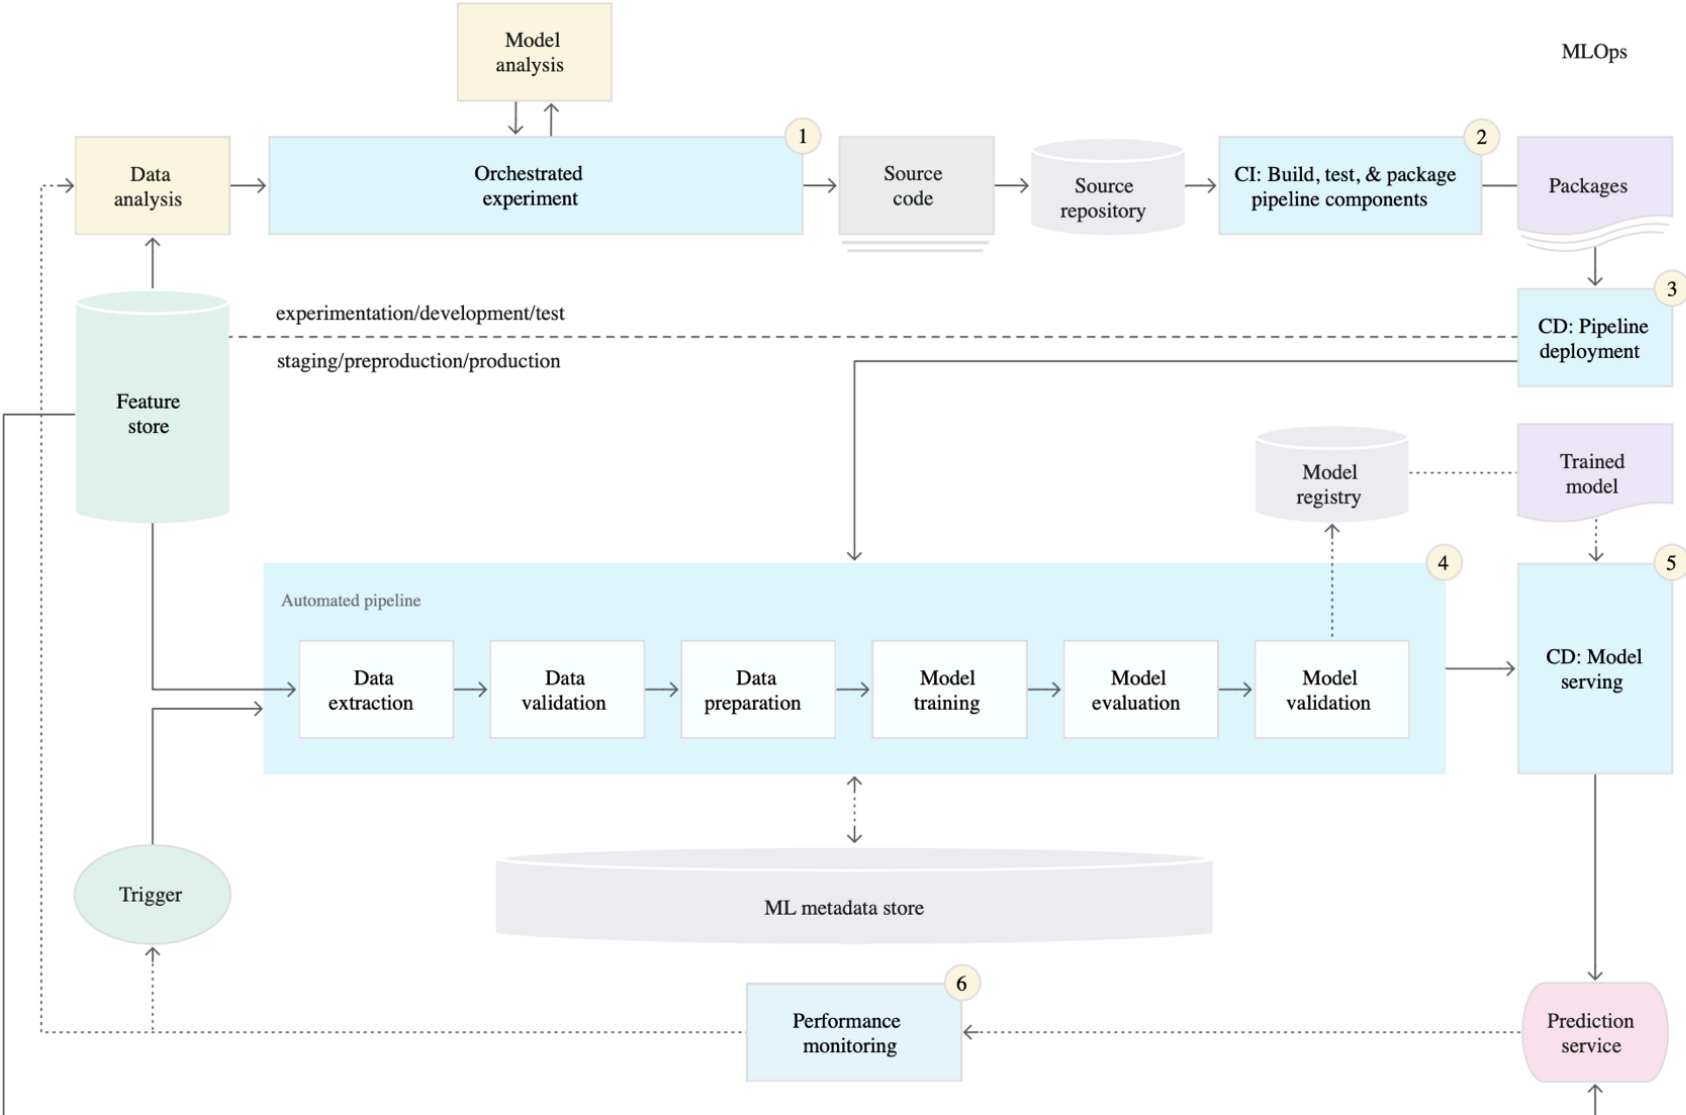 Model
analysis
MLOps
1
2
Data
analysis
Orchestrated
experiment
Source
code
Source
repository
CI: Build, test, & package
pipeline components
Packages
3
experimentation/development/test
staging/preproduction/production
CD: Pipeline
deployment
Feature
store
Model
registry
Trained
model
4
5
Automated pipeline
Data
extraction
Data
validation
Data
preparation
Model
training
Model
evaluation
Model
validation
CD: Model
serving
Trigger
ML metadata store
6
Performance
monitoring
Prediction
service